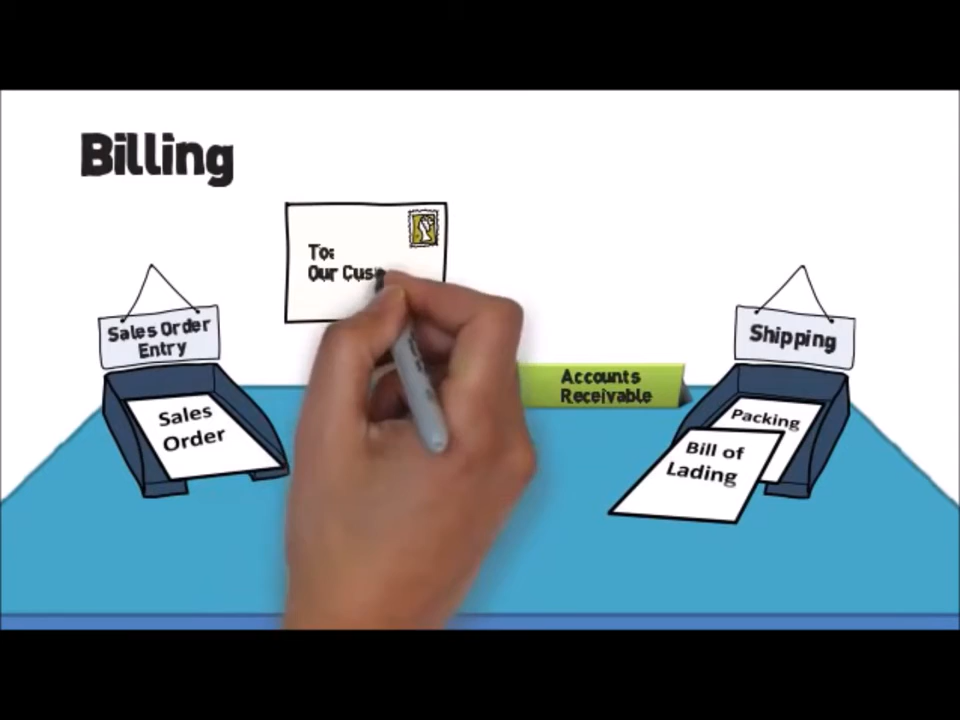 Billing
To:
Our Cus
Sales Order
Entry
Sales
Order
Accounts
Receivable
Shipping
Packing
Bill of
Lading